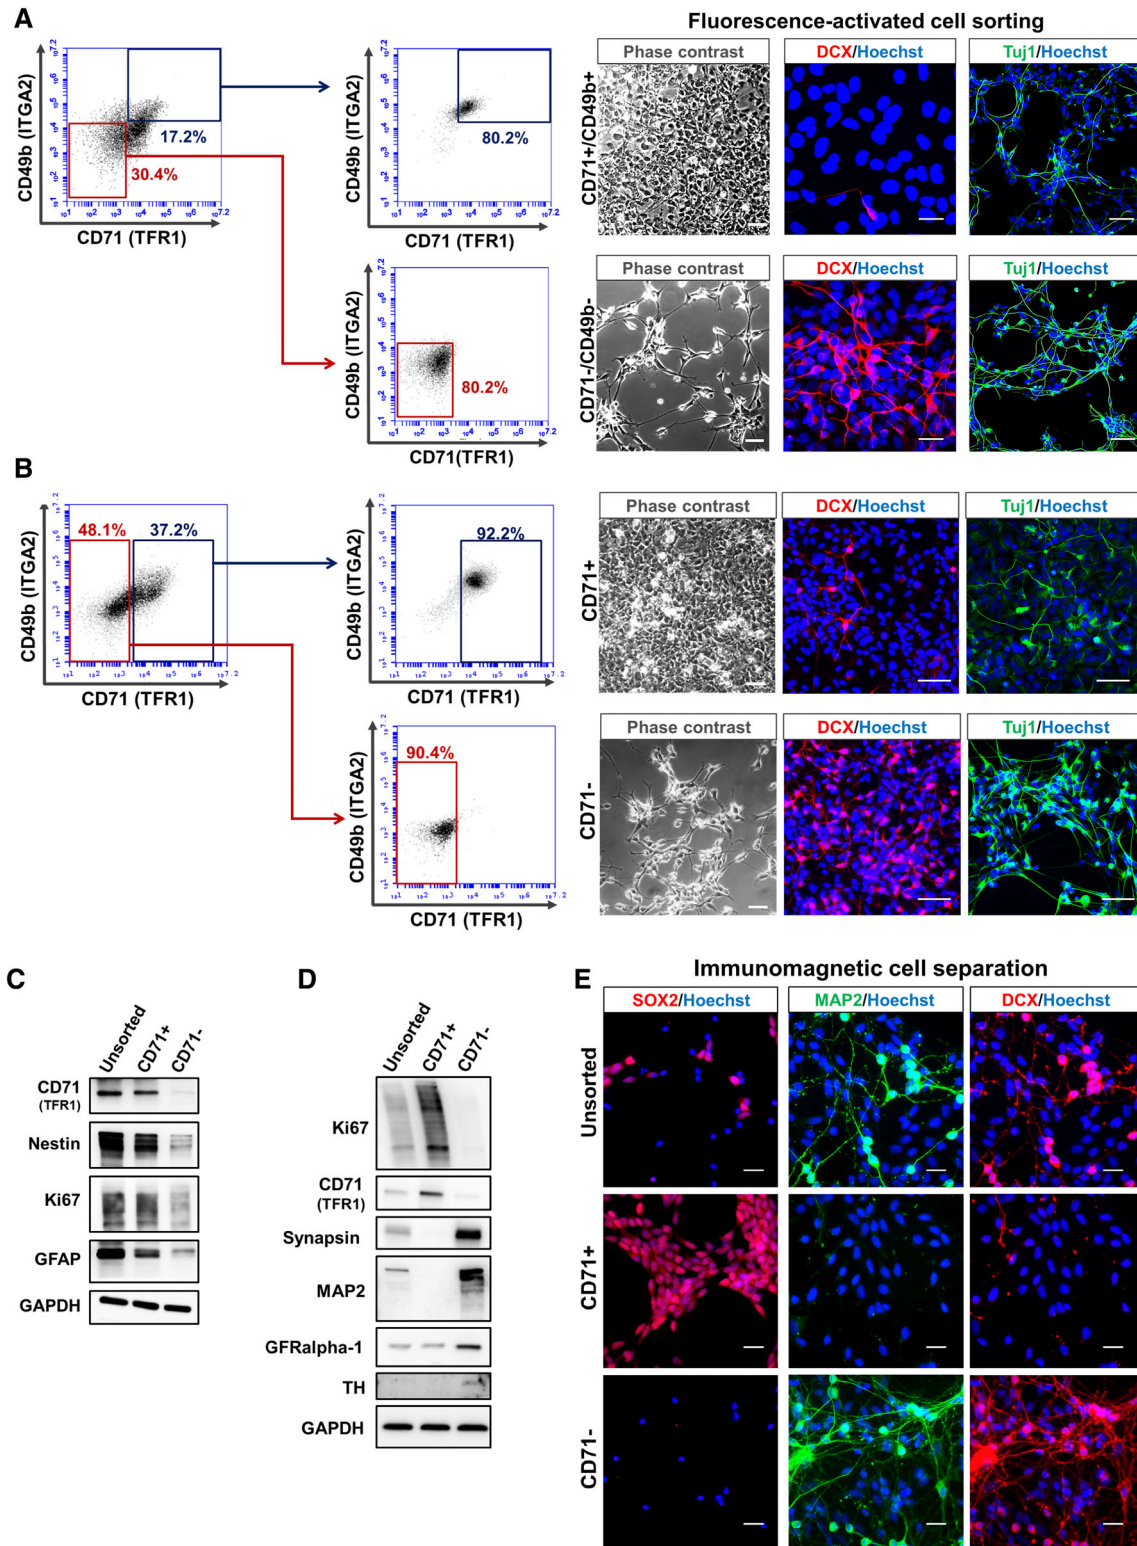 A
Fluorescence-activated cell sorting
CD49b (ITGA2)
17.2%
30.4%
CD71 (TFR1)
CD49b (ITGA2)
80.2%
CD71 (TFR1)
CD71+/CD49b+
Phase contrast
DCX/Hoechst
Tuj1/Hoechst
CD49b (ITGA2)
80.2%
CD71(TFR1)
CD71-/CD49b-
Phase contrast
DCX/Hoechst
Tuj1/Hoechst
B
CD49b (ITGA2)
48.1%
37.2%
CD71 (TFR1)
CD49b (ITGA2)
92.2%
CD71 (TFR1)
CD71+
Phase contrast
DCX/Hoechst
Tuj1/Hoechst
CD49b (ITGA2)
90.4%
CD71 (TFR1)
CD71-
Phase contrast
DCX/Hoechst
Tuj1/Hoechst
C
Unsorted
CD71+
CD71-
CD71
(TFR1)
Nestin
Ki67
GFAP
GAPDH
D
Unsorted
CD71+
CD71-
Ki67
CD71
(TFR1)
Synapsin
MAP2
GFRalpha-1
TH
GAPDH
E
Immunomagnetic cell separation
SOX2/Hoechst
MAP2/Hoechst
DCX/Hoechst
Unsorted
CD71+
CD71-